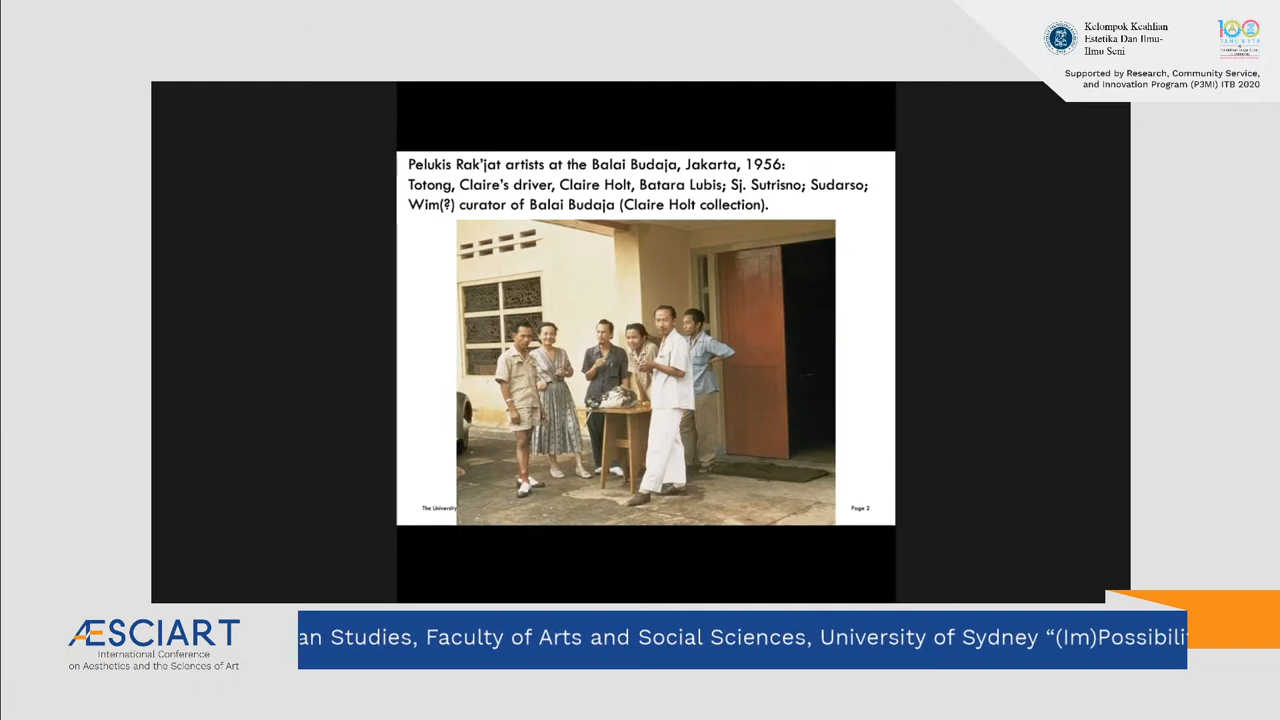 Kelompok Keahlian
Estetika Dan Ilmu-
Ilmu Seni
100
TAHUN ITB
Supported by Research, Community Service,
and Innovation Program (P3MI) ITB 2020
Pelukis Rak'jat artists at the Balai Budaja, Jakarta, 1956:
Totong, Claire's driver, Claire Holt, Batara Lubis; Sj. Sutrisno; Sudarso;
Wim(?) curator of Balai Budaja (Claire Holt collection).
The University
Page 2
ÆSCIART
International Conference
on Aesthetics and the Sciences of Art
an Studies, Faculty of Arts and Social Sciences, University of Sydney “(Im)Possibili